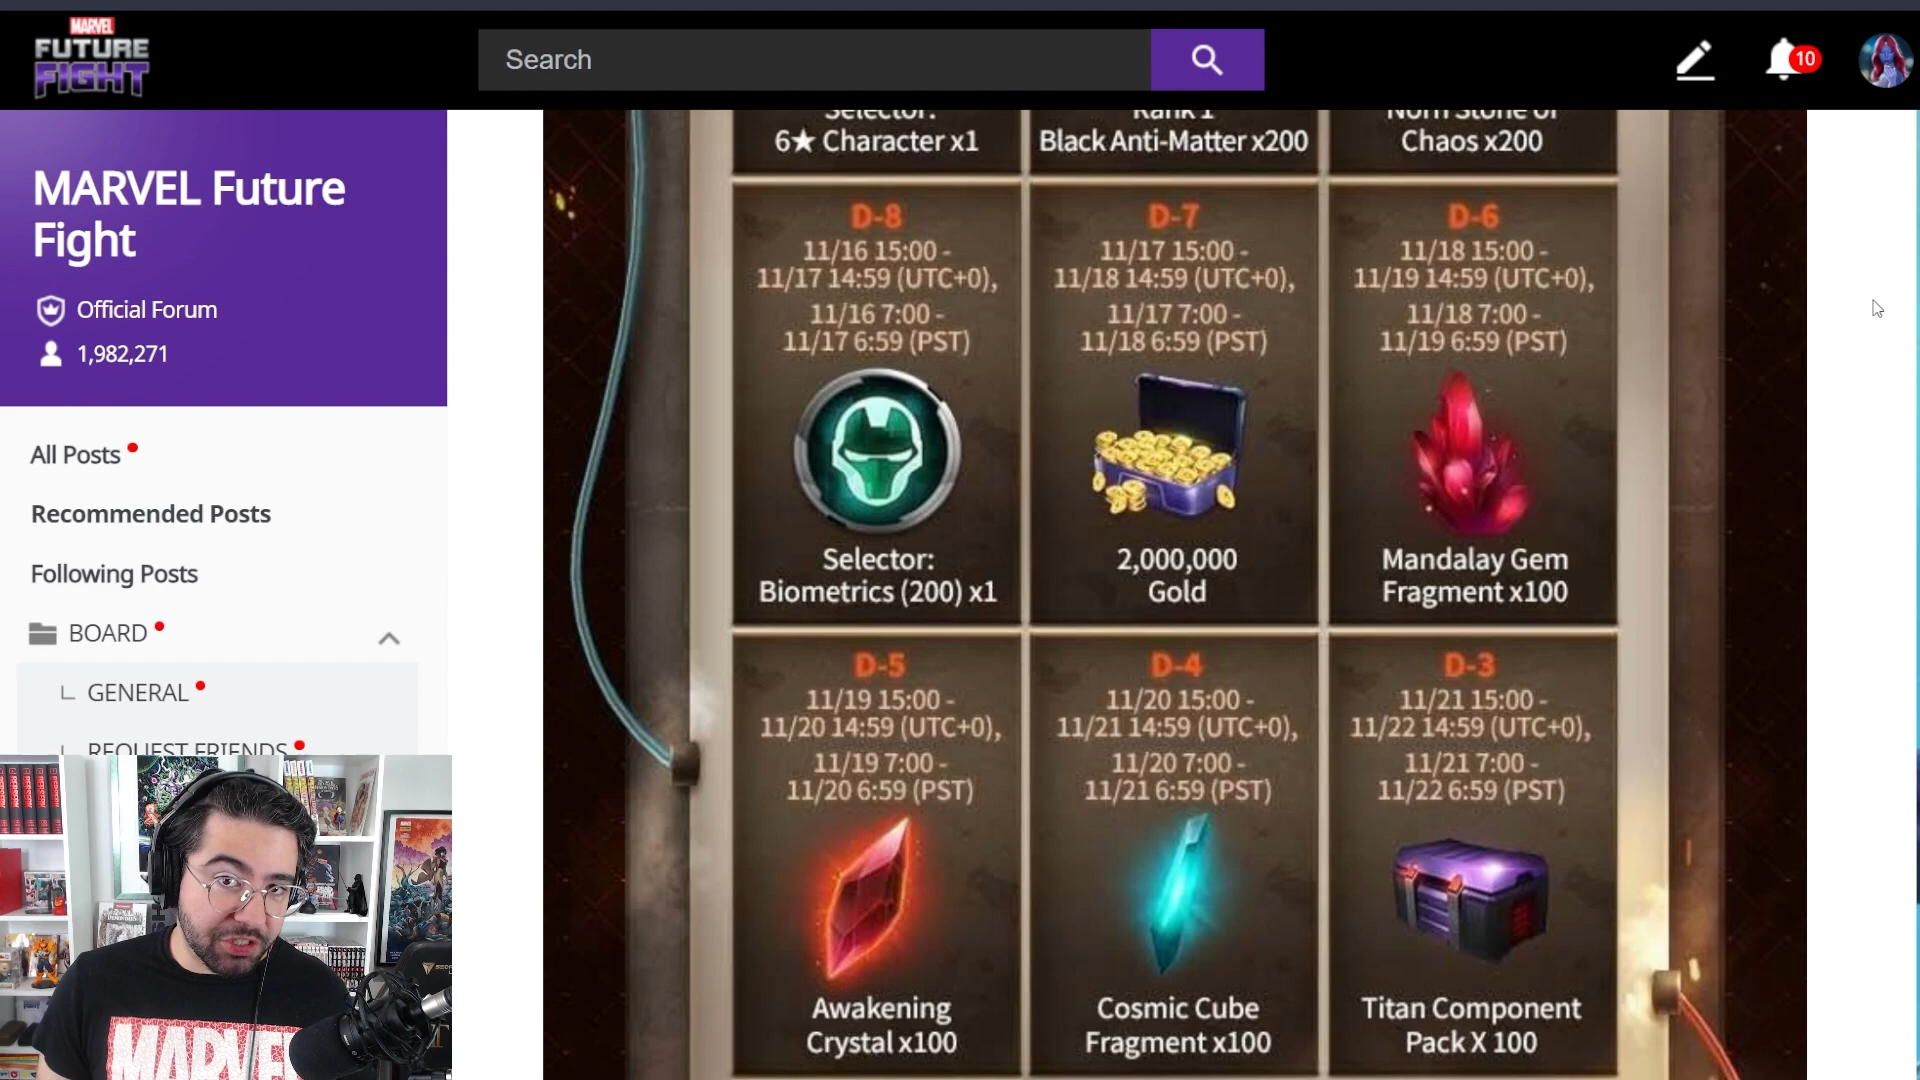 MARVEL
FUTURE
FIGHT
Search
10
MARVEL Future
Fight
Official Forum
1,982,271
All Posts
Recommended Posts
Following Posts
BOARD
GENERAL
REQUEST FRIENDS
Selector:
6★ Character x1
Rank 1
Black Anti-Matter x200
Norn Stone of
Chaos x200
D-8
11/16 15:00 -
11/17 14:59 (UTC+0),
11/16 7:00 -
11/17 6:59 (PST)
Selector:
Biometrics (200) x1
D-7
11/17 15:00 -
11/18 14:59 (UTC+0),
11/17 7:00 -
11/18 6:59 (PST)
2,000,000
Gold
D-6
11/18 15:00 -
11/19 14:59 (UTC+0),
11/18 7:00 -
11/19 6:59 (PST)
Mandalay Gem
Fragment x100
D-5
11/19 15:00 -
11/20 14:59 (UTC+0),
11/19 7:00 -
11/20 6:59 (PST)
Awakening
Crystal x100
D-4
11/20 15:00 -
11/21 14:59 (UTC+0),
11/20 7:00 -
11/21 6:59 (PST)
Cosmic Cube
Fragment x100
D-3
11/21 15:00 -
11/22 14:59 (UTC+0),
11/21 7:00 -
11/22 6:59 (PST)
Titan Component
Pack X 100
MARVEL